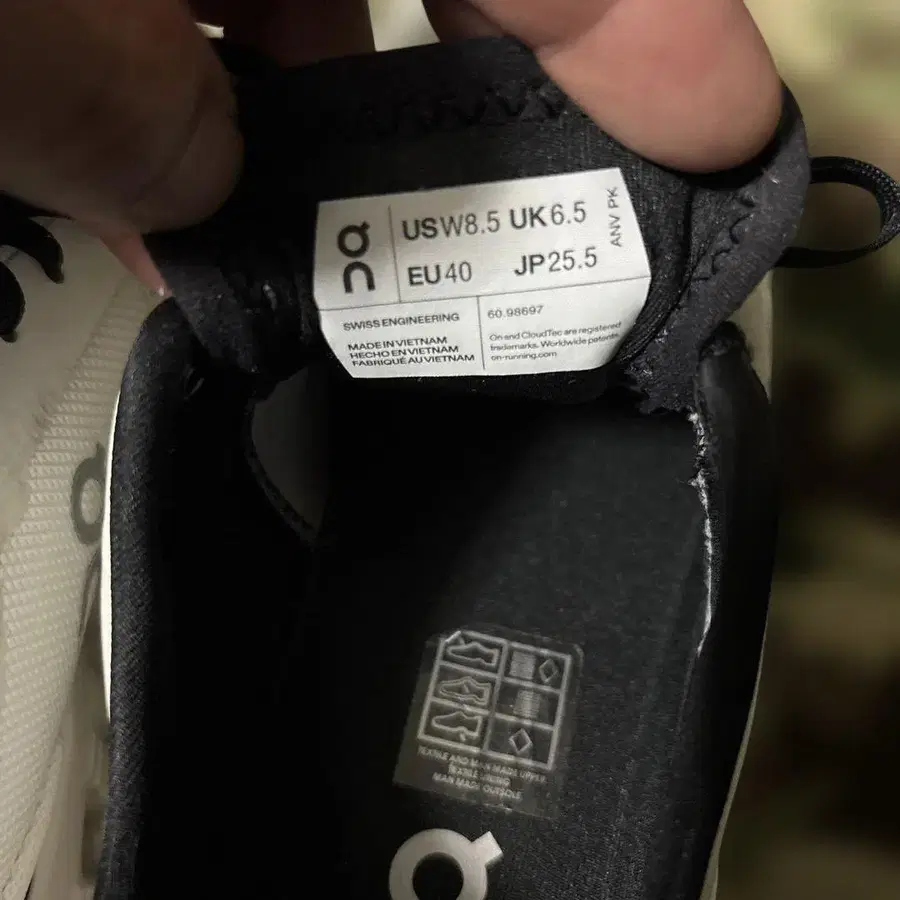 US W8.5 UK 6.5
EU 40 JP 25.5
ANV PK
SWISS ENGINEERING
MADE IN VIETNAM
HECHO EN VIETNAM
FABRIQUÉ AU VIETNAM
60.98697
On and CloudTec are registered
trademarks. Worldwide patents.
on-running.com
TEXTILE AND MAN MADE UPPER
TEXTILE LINING
MAN MADE OUTSOLE